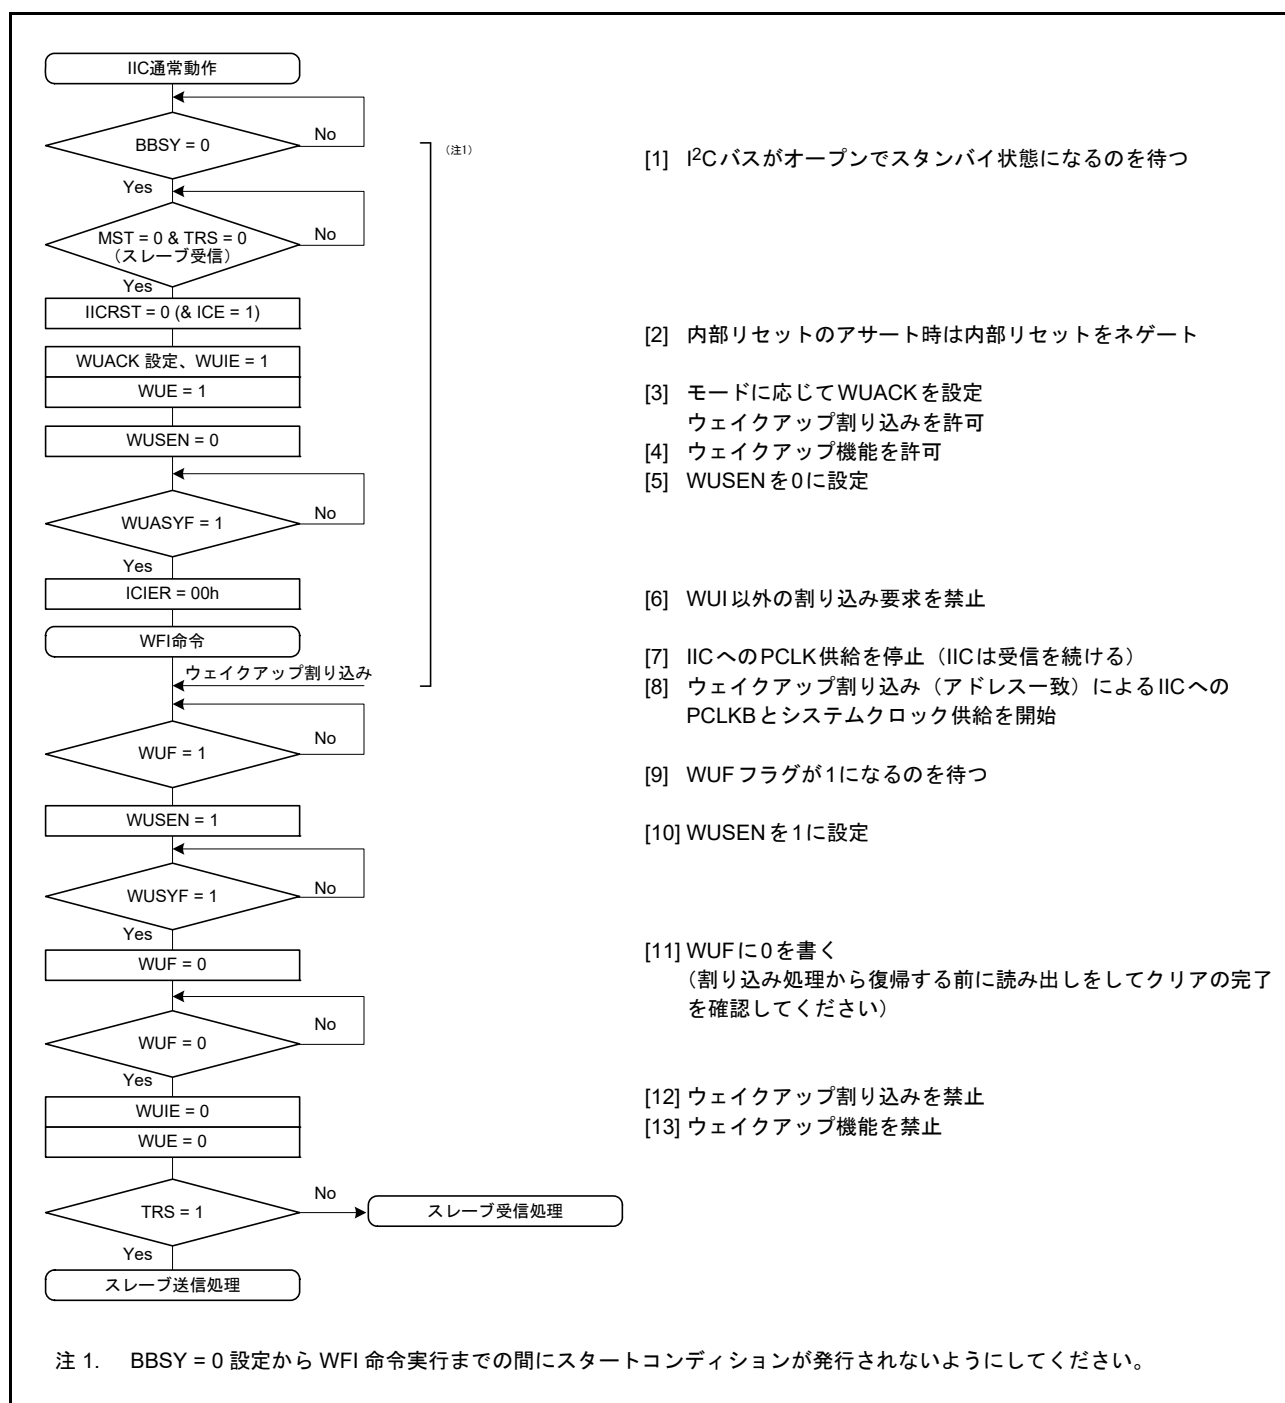 IIC通常動作
BBSY = 0
No
Yes
(注1)
[1] I2Cバスがオープンでスタンバイ状態になるのを待つ
MST = 0 & TRS = 0
(スレーブ受信)
No
Yes
IICRST = 0 (& ICE = 1)
[2] 内部リセットのアサート時は内部リセットをネゲート
WUACK 設定、WUIE = 1
WUE = 1
[3] モードに応じてWUACKを設定
ウェイクアップ割り込みを許可
WUSEN = 0
[4] ウェイクアップ機能を許可
[5] WUSENを0に設定
WUASYF = 1
No
Yes
ICIER = 00h
[6] WUI以外の割り込み要求を禁止
WFI命令
[7] IICへのPCLK供給を停止（IICは受信を続ける）
ウェイクアップ割り込み
[8] ウェイクアップ割り込み（アドレス一致）によるIICへの
PCLKBとシステムクロック供給を開始
WUF = 1
No
[9] WUFフラグが1になるのを待つ
WUSEN = 1
[10] WUSENを1に設定
WUSYF = 1
No
Yes
WUF = 0
[11] WUFに0を書く
（割り込み処理から復帰する前に読み出しをしてクリアの完了
を確認してください）
WUF = 0
No
Yes
WUIE = 0
WUE = 0
[12] ウェイクアップ割り込みを禁止
[13] ウェイクアップ機能を禁止
TRS = 1
No
スレーブ受信処理
Yes
スレーブ送信処理
注 1. BBSY = 0 設定から WFI 命令実行までの間にスタートコンディションが発行されないようにしてください。